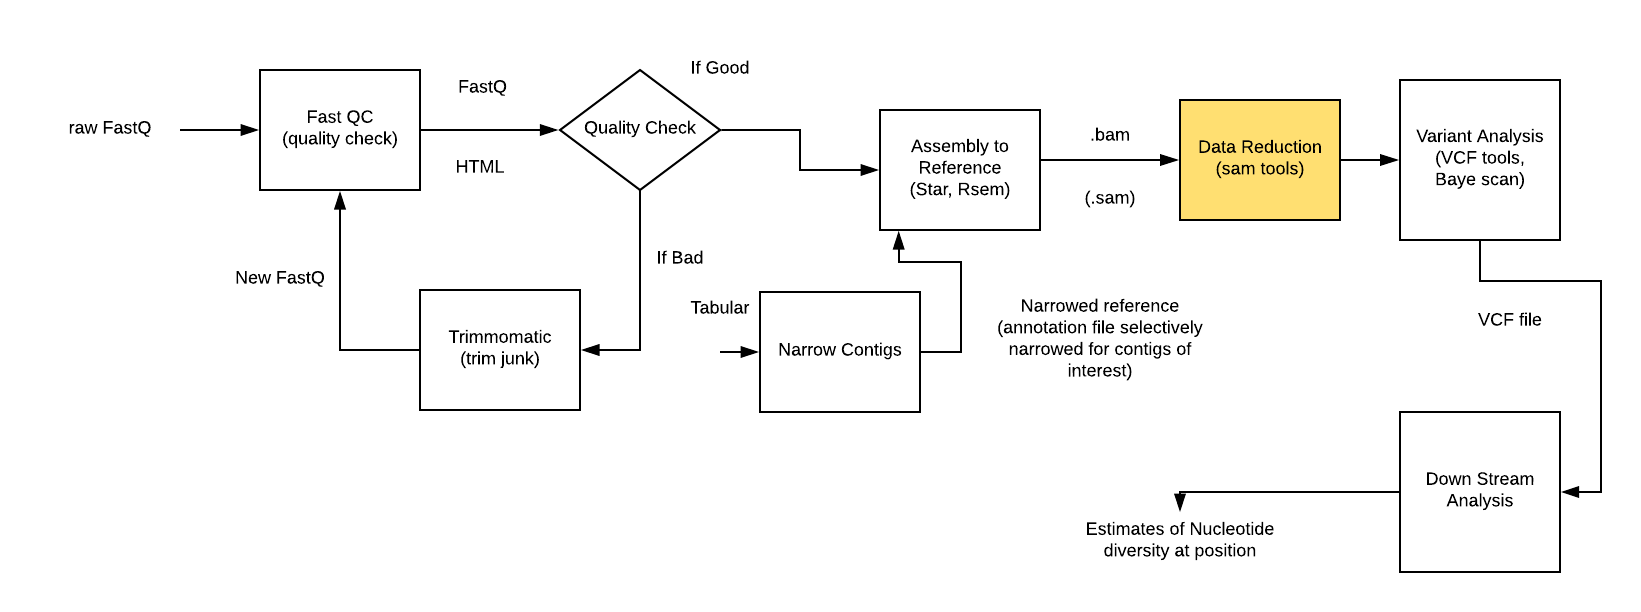 raw FastQ
Fast QC
(quality check)
FastQ
HTML
Quality Check
If Good
If Bad
New FastQ
Trimmomatic
(trim junk)
Tabular
Narrow Contigs
Narrowed reference
(annotation file selectively
narrowed for contigs of
interest)
Assembly to
Reference
(Star, Rsem)
.bam
(.sam)
Data Reduction
(sam tools)
Variant Analysis
(VCF tools,
Baye scan)
VCF file
Down Stream
Analysis
Estimates of Nucleotide
diversity at position